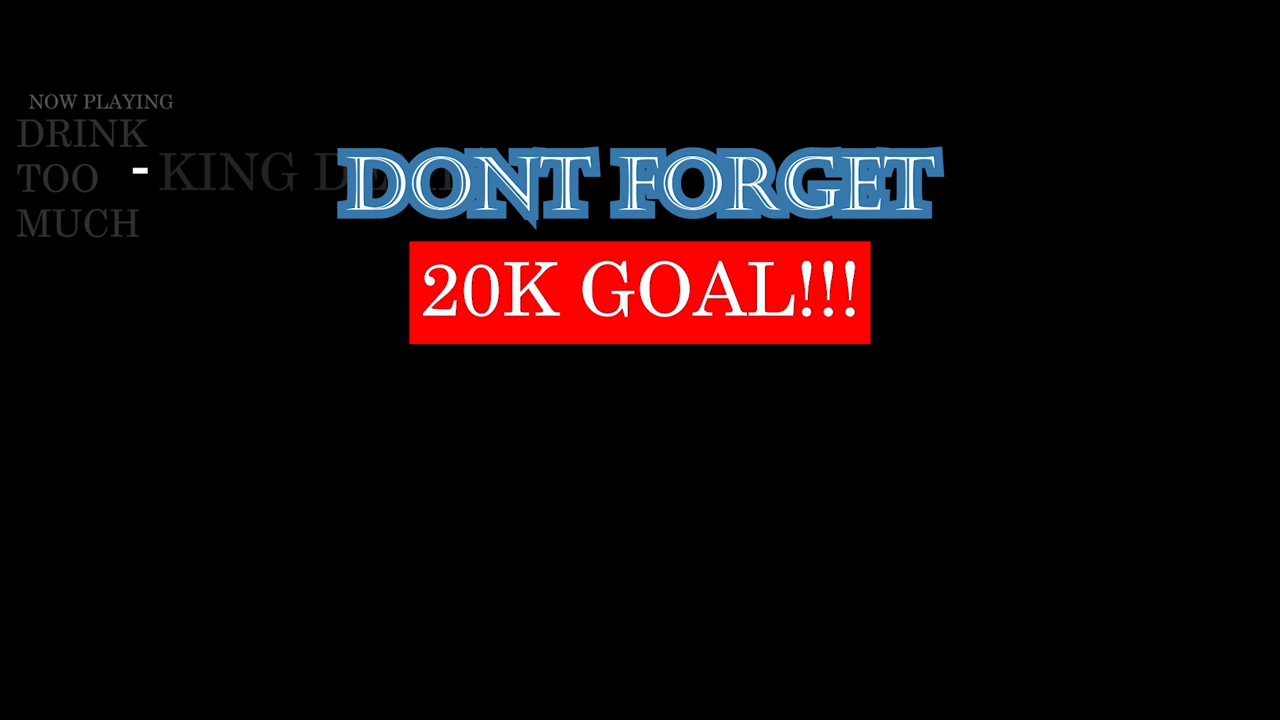 NOW PLAYING
DRINK
TOO
MUCH
- KING
DONT FORGET
20K GOAL!!!